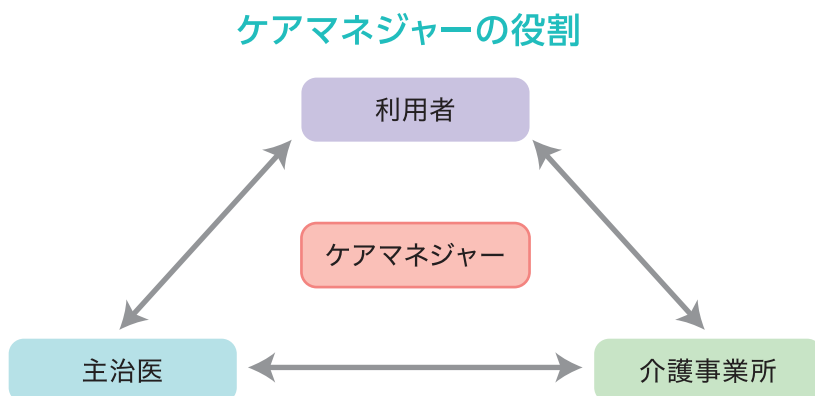 ケアマネジャーの役割
利用者
ケアマネジャー
主治医
介護事業所